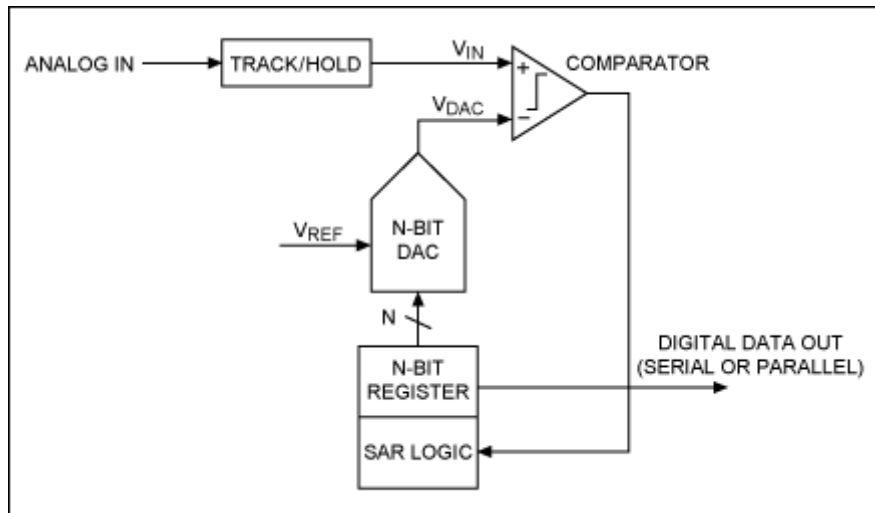 ANALOG IN
TRACK/HOLD
VIN
COMPARATOR
+
VDAC
−
VREF
N-BIT
DAC
N
N-BIT
REGISTER
DIGITAL DATA OUT
(SERIAL OR PARALLEL)
SAR LOGIC